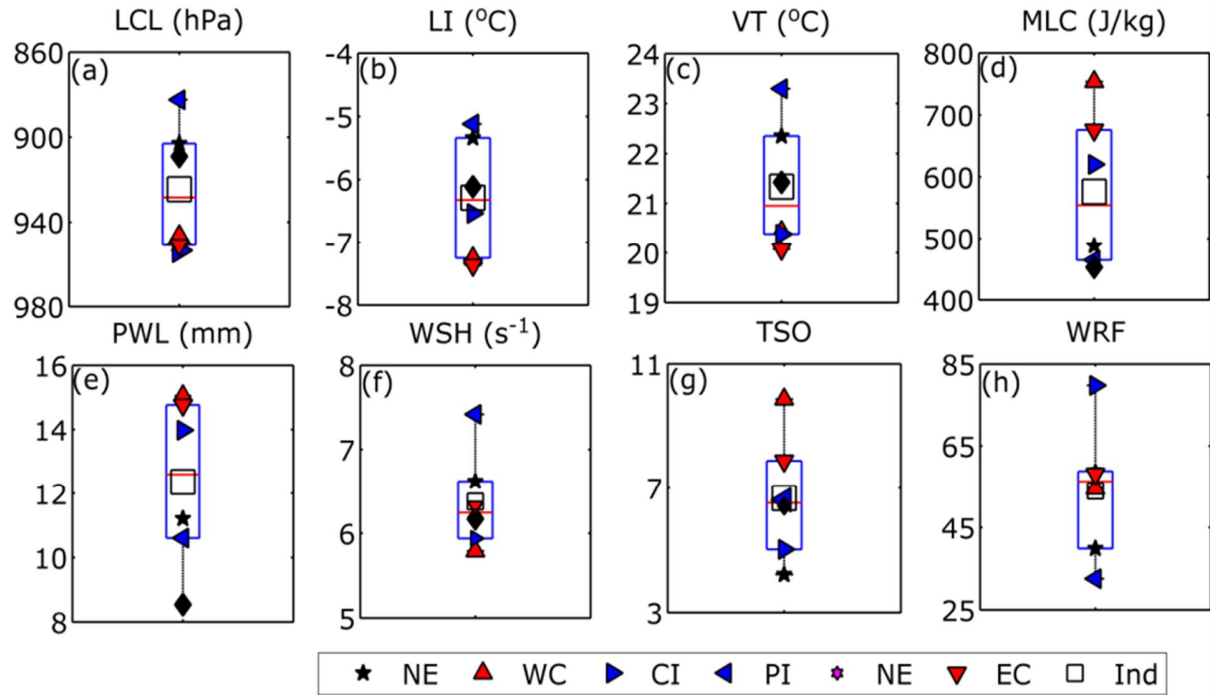 LCL (hPa) LI (°C) VT (°C) MLC (J/kg)
860 -4 24 800
(a) (b) (c) (d)
23 700
900 -5
22 600
-6
21
940 500
-7 20
980 -8 19 400
PWL (mm) WSH (s⁻¹) TSO WRF
16 8 11 85
(e) (f) (g) (h)
14
7 65
12 7
6 45
10
8 5 3 25
NE WC CI PI NE EC Ind